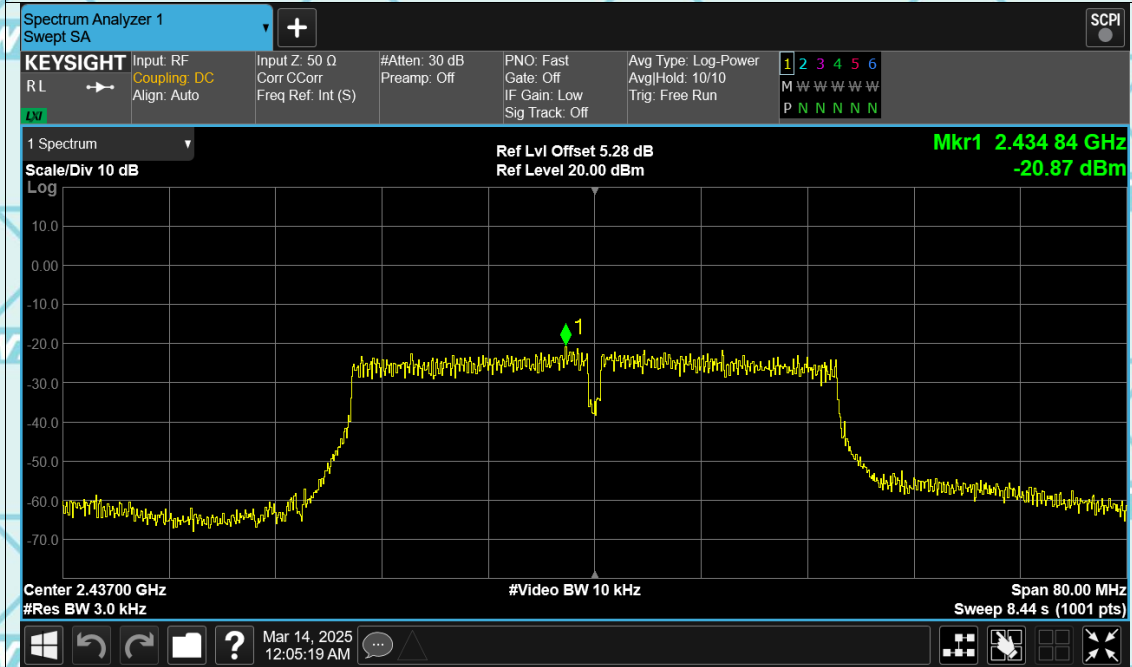 Spectrum Analyzer 1
Swept SA
+
SCPI
KEYSIGHT
R L
LXI
Input: RF
Coupling: DC
Align: Auto
Input Z: 50 Ω
Corr CCorr
Freq Ref: Int (S)
#Atten: 30 dB
Preamp: Off
PNO: Fast
Gate: Off
IF Gain: Low
Sig Track: Off
Avg Type: Log-Power
Avg|Hold: 10/10
Trig: Free Run
1 2 3 4 5 6
M W W W W W
P N N N N N
1 Spectrum
Scale/Div 10 dB
Ref Lvl Offset 5.28 dB
Ref Level 20.00 dBm
Mkr1 2.434 84 GHz
-20.87 dBm
Log
10.0
0.00
-10.0
-20.0
-30.0
-40.0
-50.0
-60.0
-70.0
1
Center 2.43700 GHz
#Res BW 3.0 kHz
#Video BW 10 kHz
Span 80.00 MHz
Sweep 8.44 s (1001 pts)
?
Mar 14, 2025
12:05:19 AM